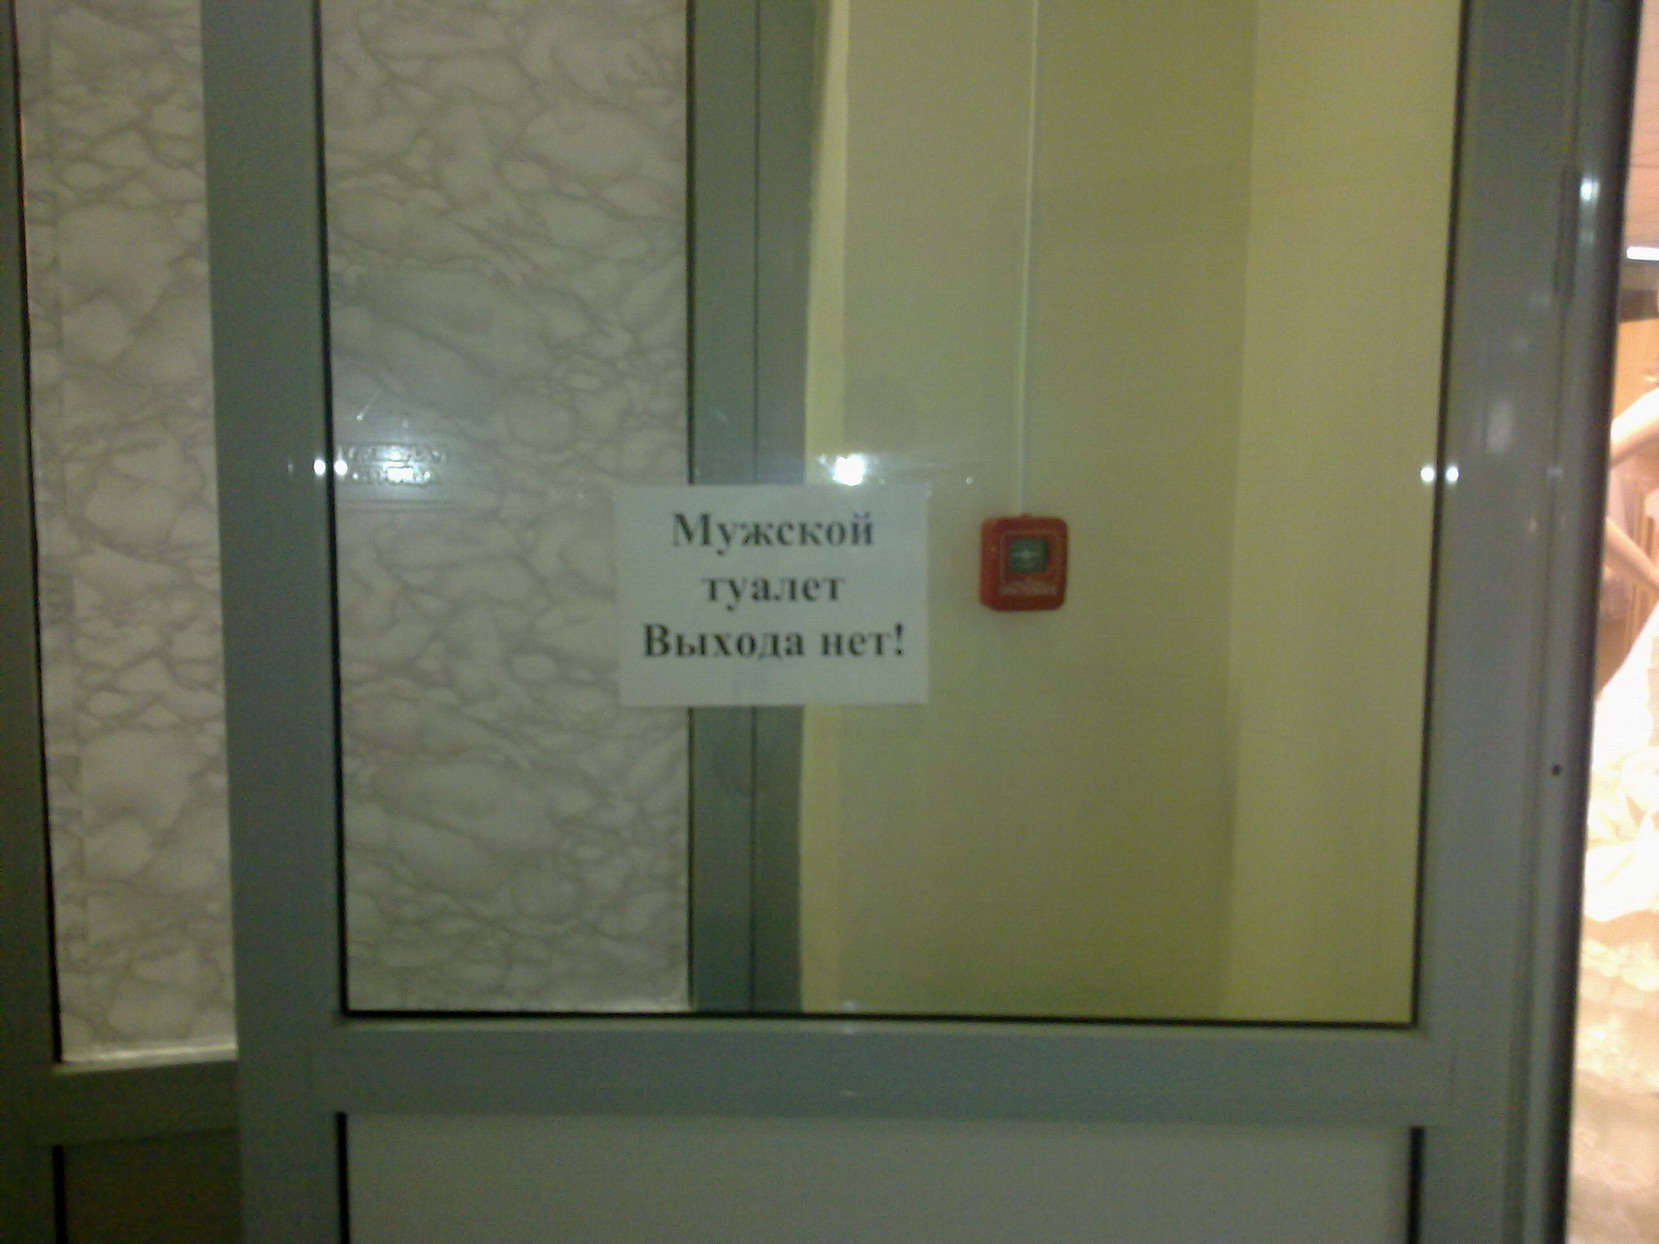 Мужской
туалет
Выхода нет!